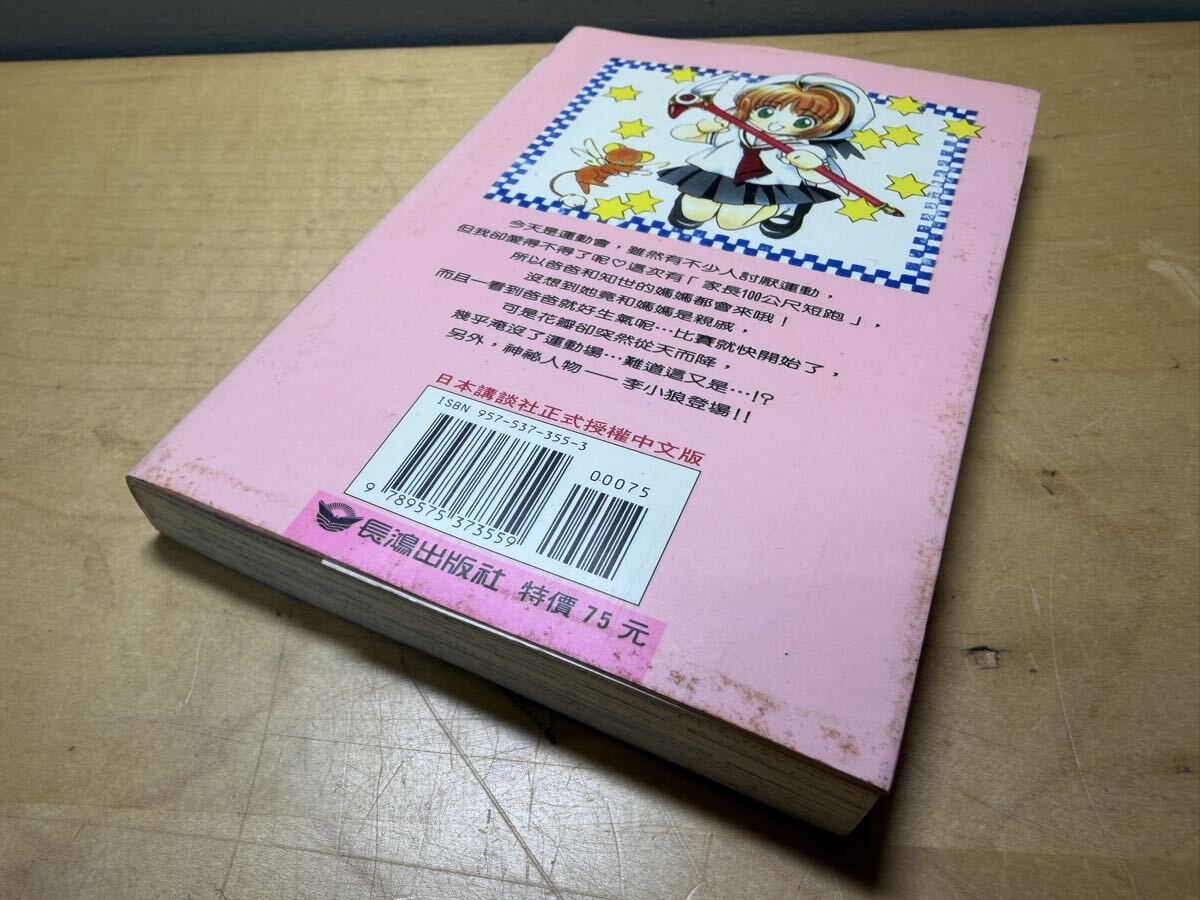 今天是運動會，雖然有不少人討厭運動，
但我卻愛得不得了呢♡這次有「家長100公尺短跑」，
所以爸爸和知世的媽媽都會來哦！
沒想到她竟和媽媽是親戚，
而且一看到爸爸就好生氣呢…比賽就快開始了，
可是花瓣卻突然從天而降，
幾乎淹沒了運動場…難道這又是…!?
另外，神祕人物——李小狼登場!!
日本講談社正式授權中文版
ISBN 957-537-355-3
00075
9 789575 373559
長鴻出版社 特價75元